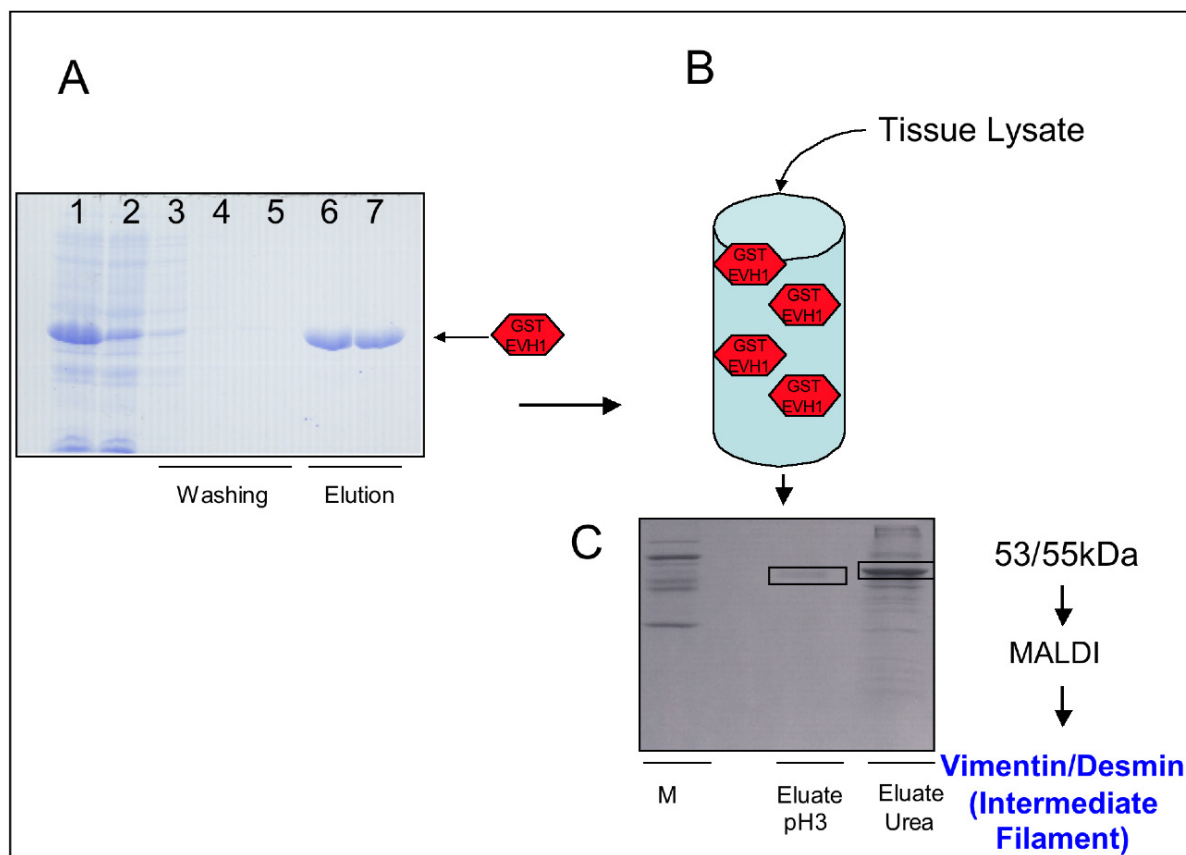 A
1 2 3 4 5 6 7
Washing
Elution
GST
EVH1
B
Tissue Lysate
GST
EVH1
GST
EVH1
GST
EVH1
GST
EVH1
C
M
Eluate
pH3
Eluate
Urea
53/55kDa
MALDI
Vimentin/Desmin
(Intermediate
Filament)